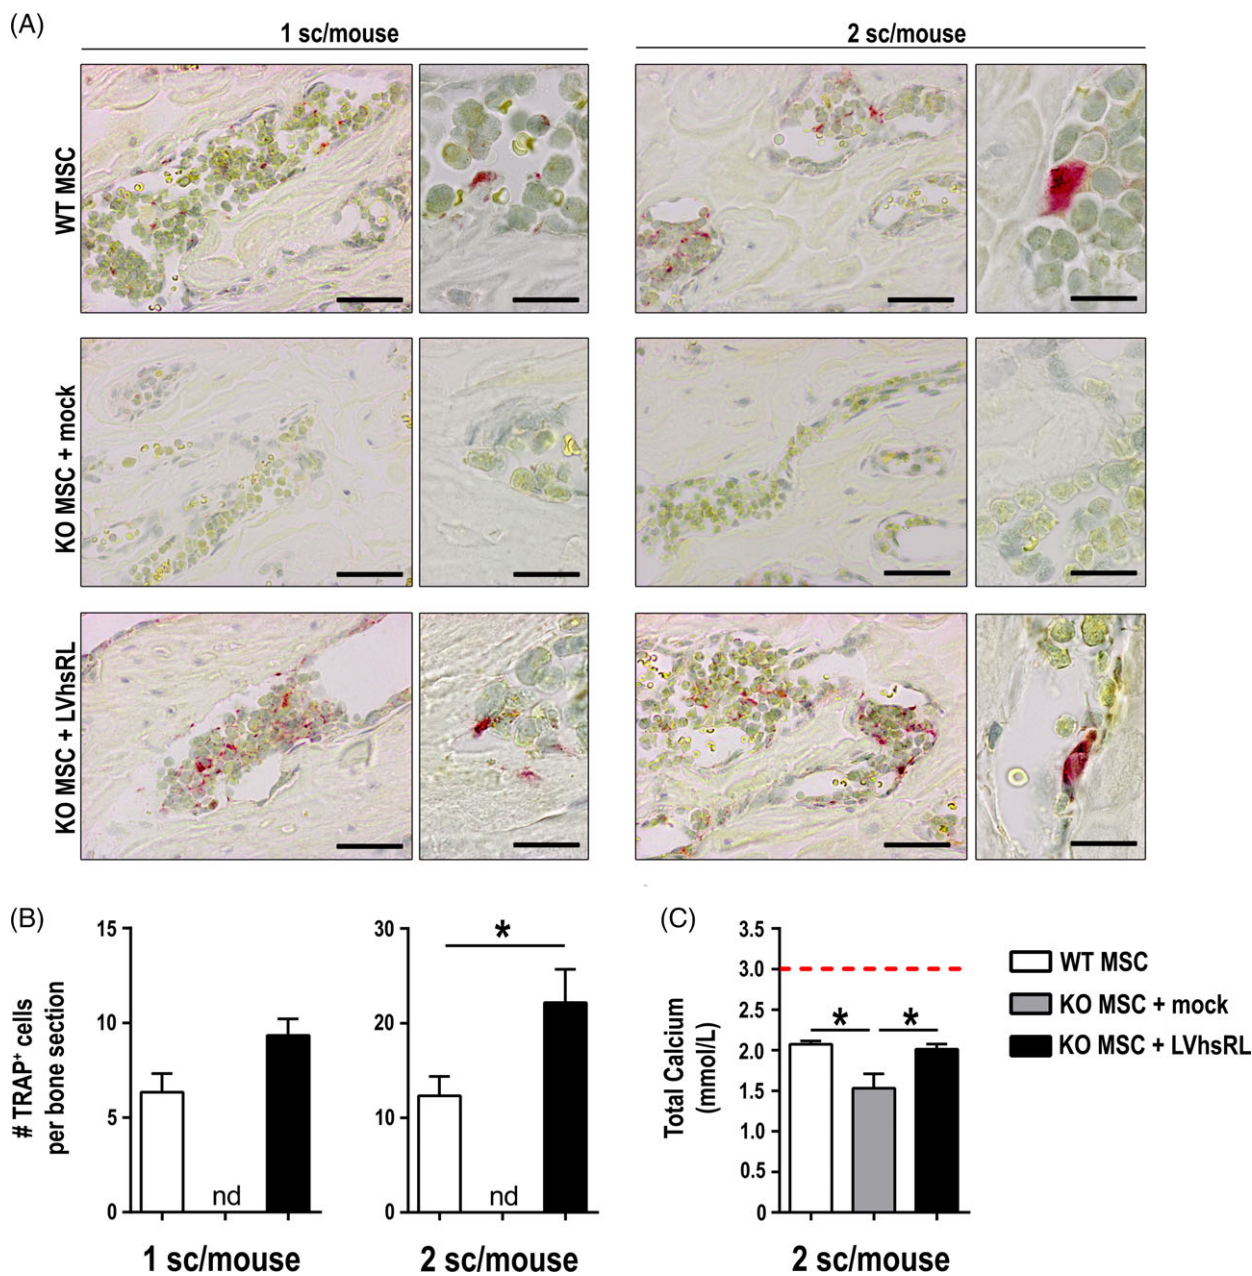 (A)
1 sc/mouse
2 sc/mouse
WT MSC
KO MSC + mock
KO MSC + LVhsRL
(B)
# TRAP⁺ cells
per bone section
15
10
5
0
nd
1 sc/mouse
30
20
10
0
*
nd
2 sc/mouse
(C)
Total Calcium
(mmol/L)
3.5
3.0
2.5
2.0
1.5
1.0
0.5
0
*
*
2 sc/mouse
WT MSC
KO MSC + mock
KO MSC + LVhsRL